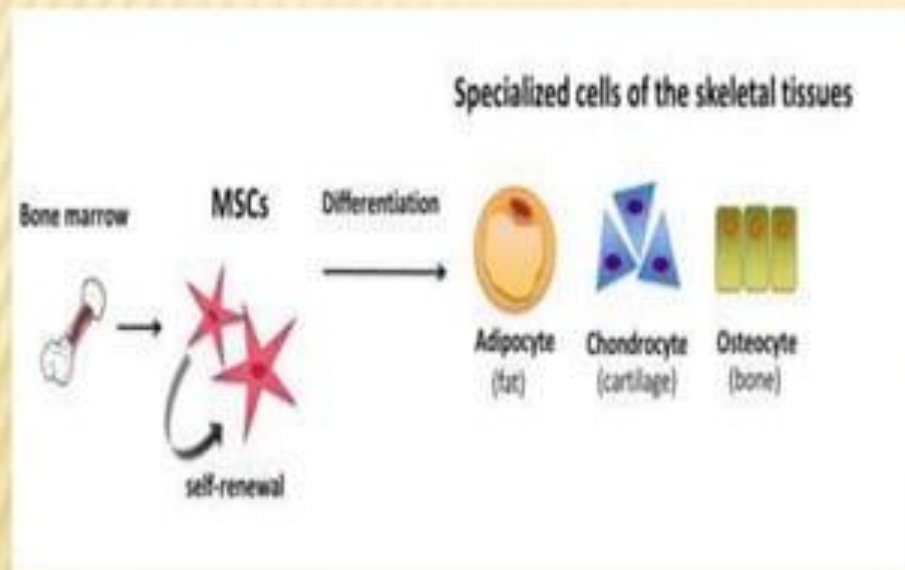 Specialized cells of the skeletal tissues
Bone marrow
MSCs
Differentiation
self-renewal
Adipocyte
(fat)
Chondrocyte
(cartilage)
Osteocyte
(bone)